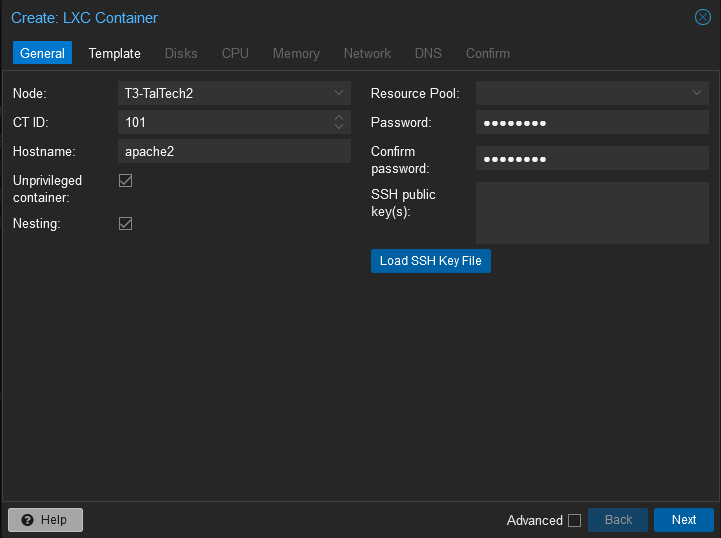 Create: LXC Container
General Template Disks CPU Memory Network DNS Confirm
Node: T3-TalTech2
CT ID: 101
Hostname: apache2
Unprivileged
container:
Nesting:
Resource Pool:
Password: ●●●●●●●●
Confirm
password: ●●●●●●●●
SSH public
key(s):
Load SSH Key File
Help Advanced Back Next